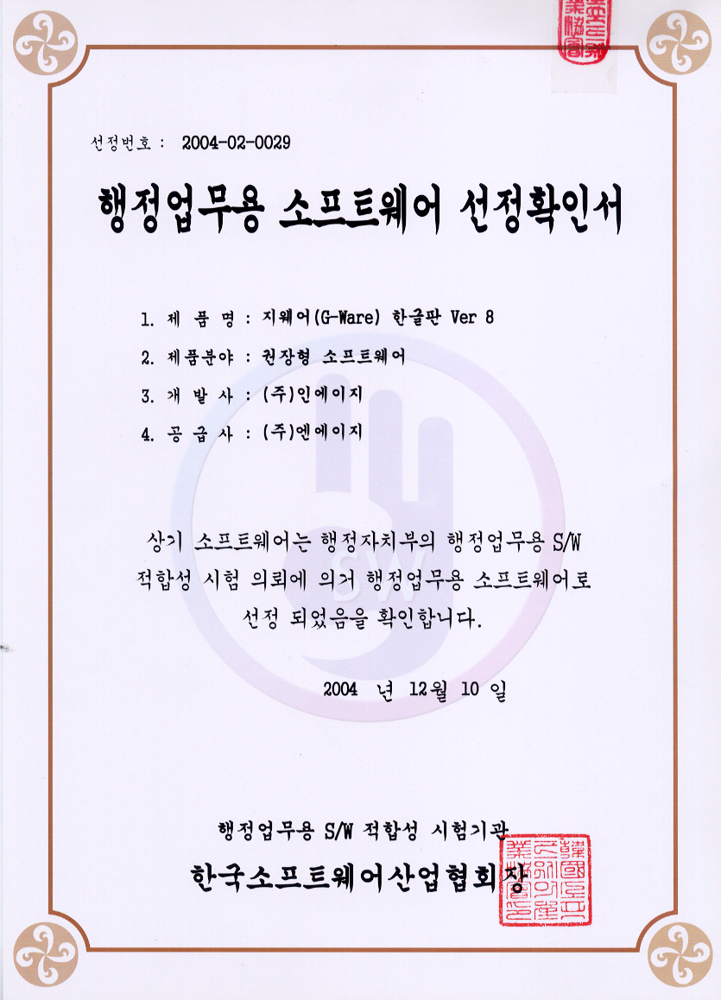 선정번호 : 2004-02-0029
행정업무용 소프트웨어 선정확인서
1. 제 품 명 : 지웨어(G-Ware) 한글판 Ver 8
2. 제품분야 : 권장형 소프트웨어
3. 개 발 사 : (주)인에이지
4. 공 급 사 : (주)엔에이지
SW
상기 소프트웨어는 행정자치부의 행정업무용 S/W
적합성 시험 의뢰에 의거 행정업무용 소프트웨어로
선정 되었음을 확인합니다.
2004 년 12월 10 일
행정업무용 S/W 적합성 시험기관
한국소프트웨어산업협회장